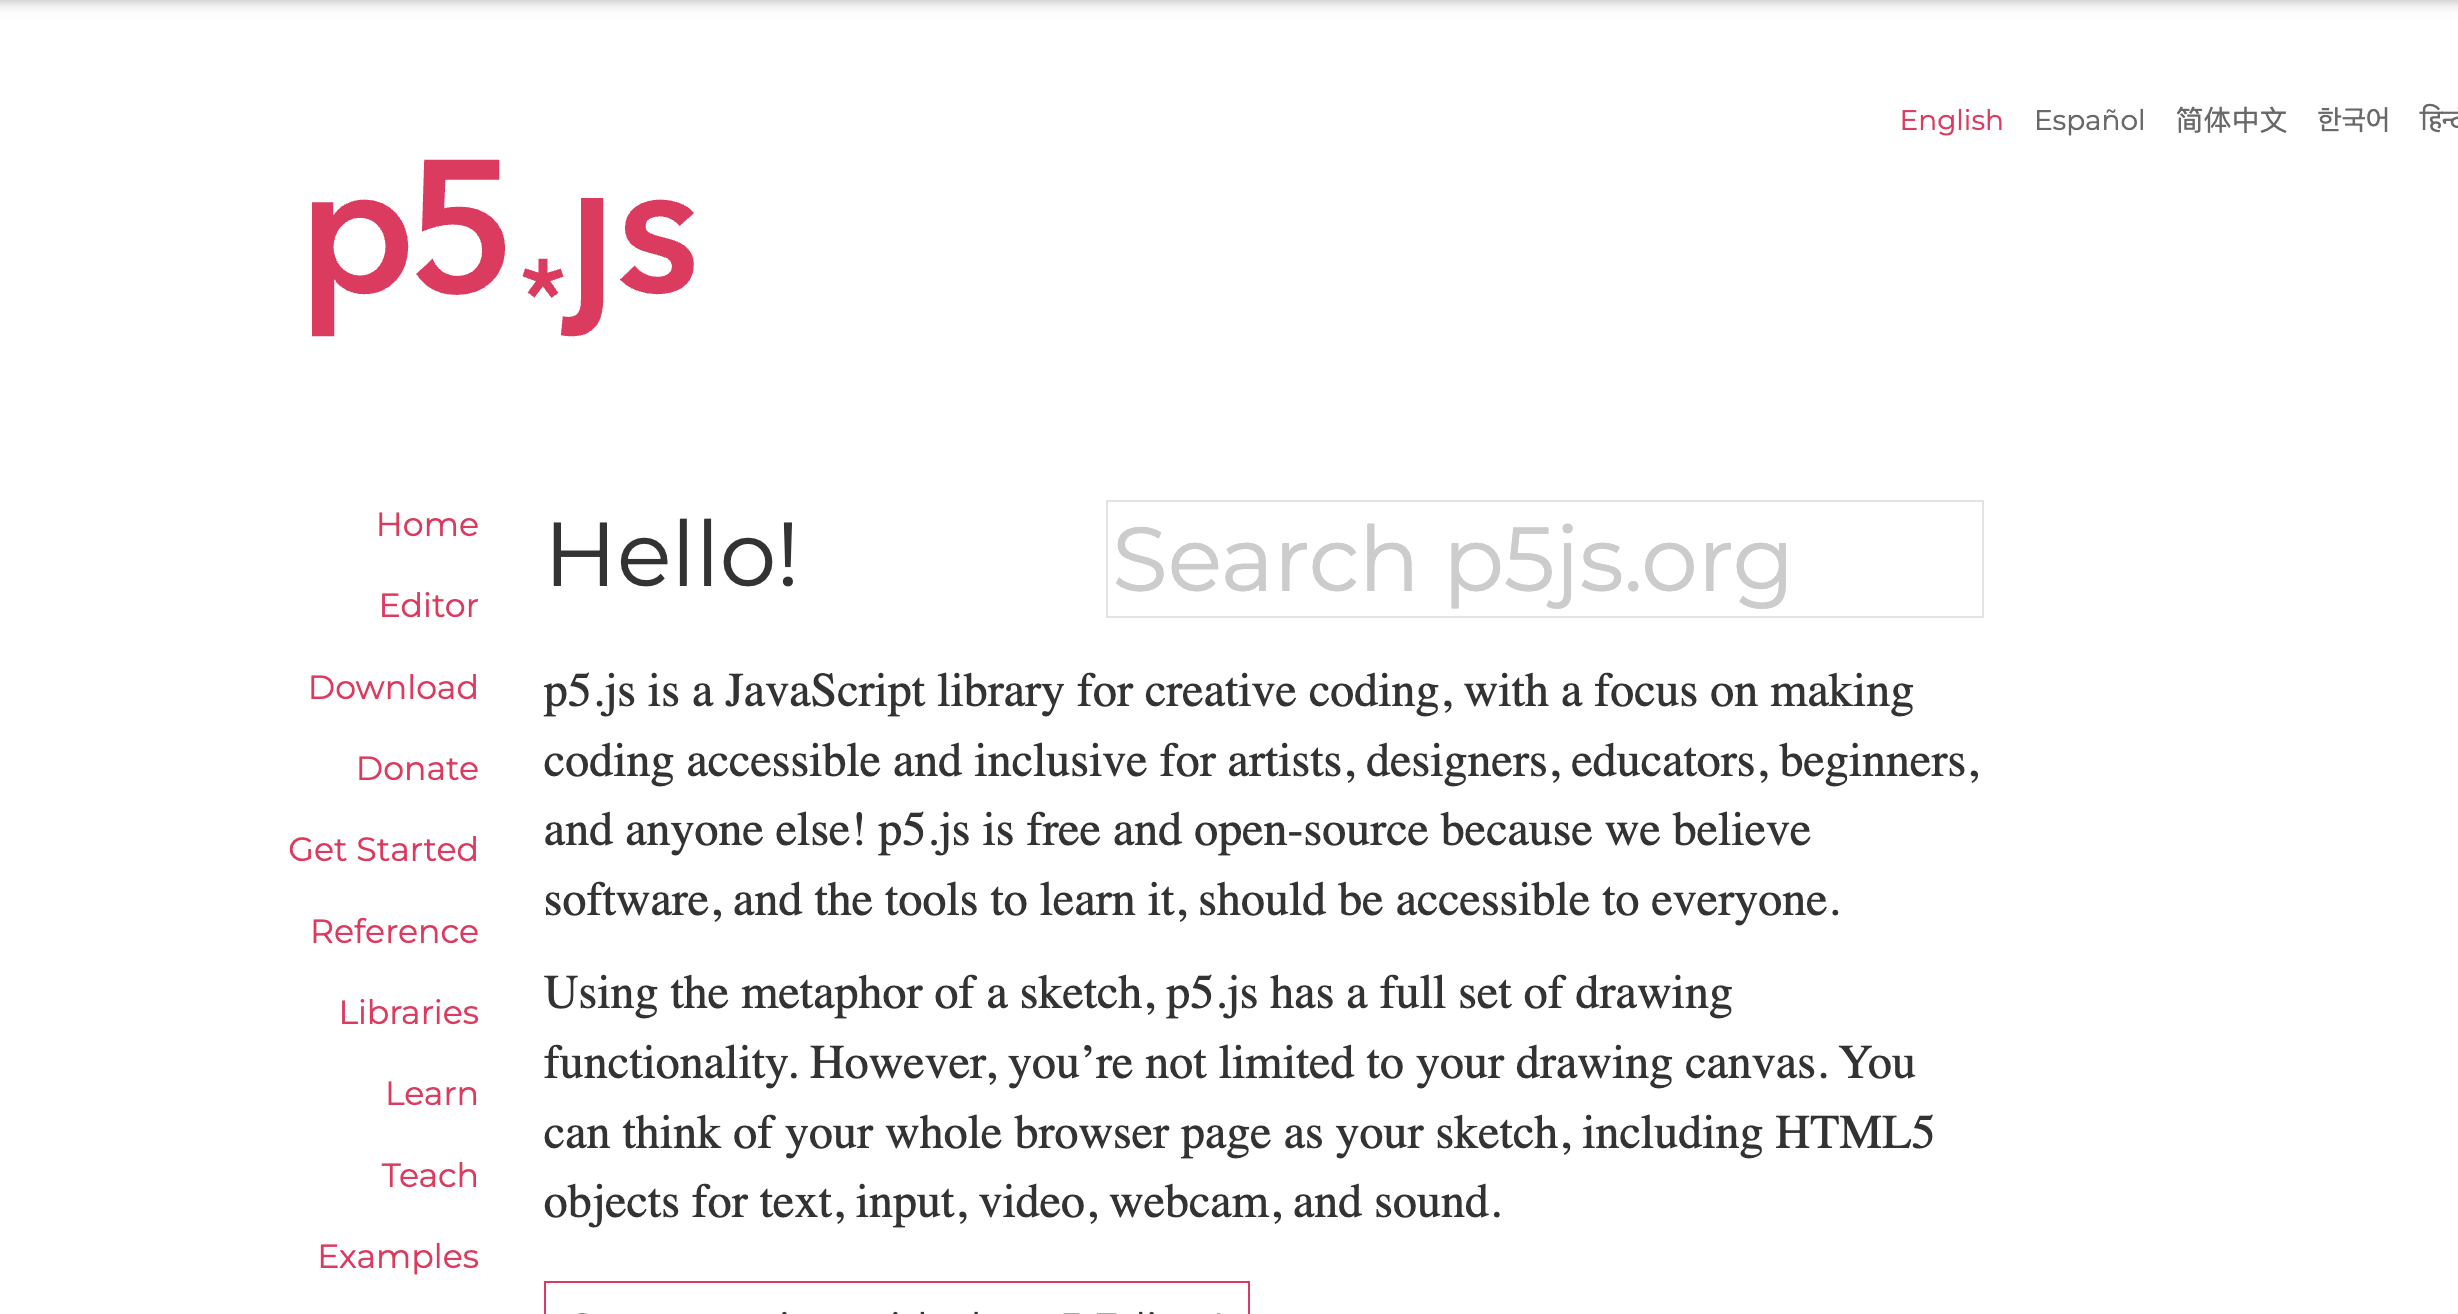 English Español 简体中文 한국어
p5*js
Home
Editor
Download
Donate
Get Started
Reference
Libraries
Learn
Teach
Examples
Hello!
Search p5js.org
p5.js is a JavaScript library for creative coding, with a focus on making
coding accessible and inclusive for artists, designers, educators, beginners,
and anyone else! p5.js is free and open-source because we believe
software, and the tools to learn it, should be accessible to everyone.
Using the metaphor of a sketch, p5.js has a full set of drawing
functionality. However, you’re not limited to your drawing canvas. You
can think of your whole browser page as your sketch, including HTML5
objects for text, input, video, webcam, and sound.